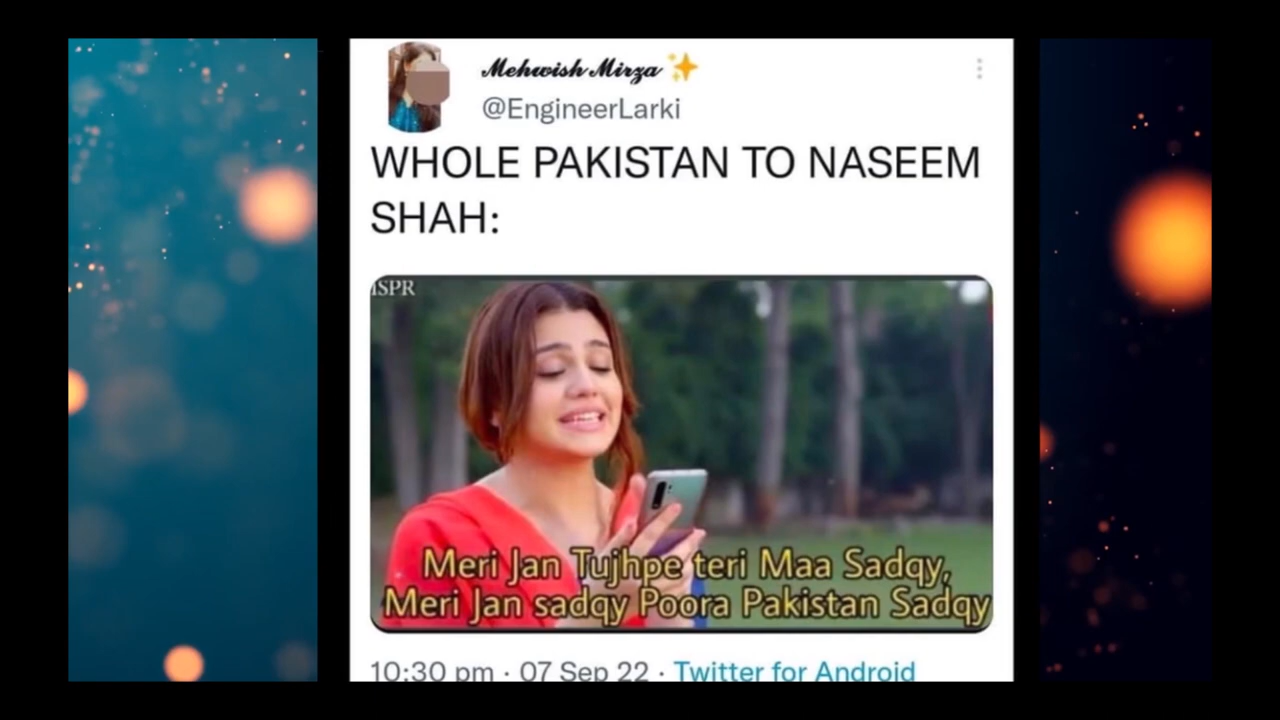 Mehwish Mirza ✨
@EngineerLarki
WHOLE PAKISTAN TO NASEEM
SHAH:
ISPR
Meri Jan Tujhpe teri Maa Sadqy,
Meri Jan sadqy Poora Pakistan Sadqy
10:30 pm · 07 Sep 22 · Twitter for Android